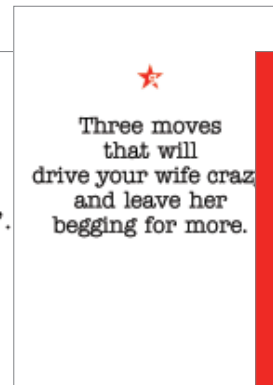 Three moves
that will
drive your wife craz
and leave her
begging for more.